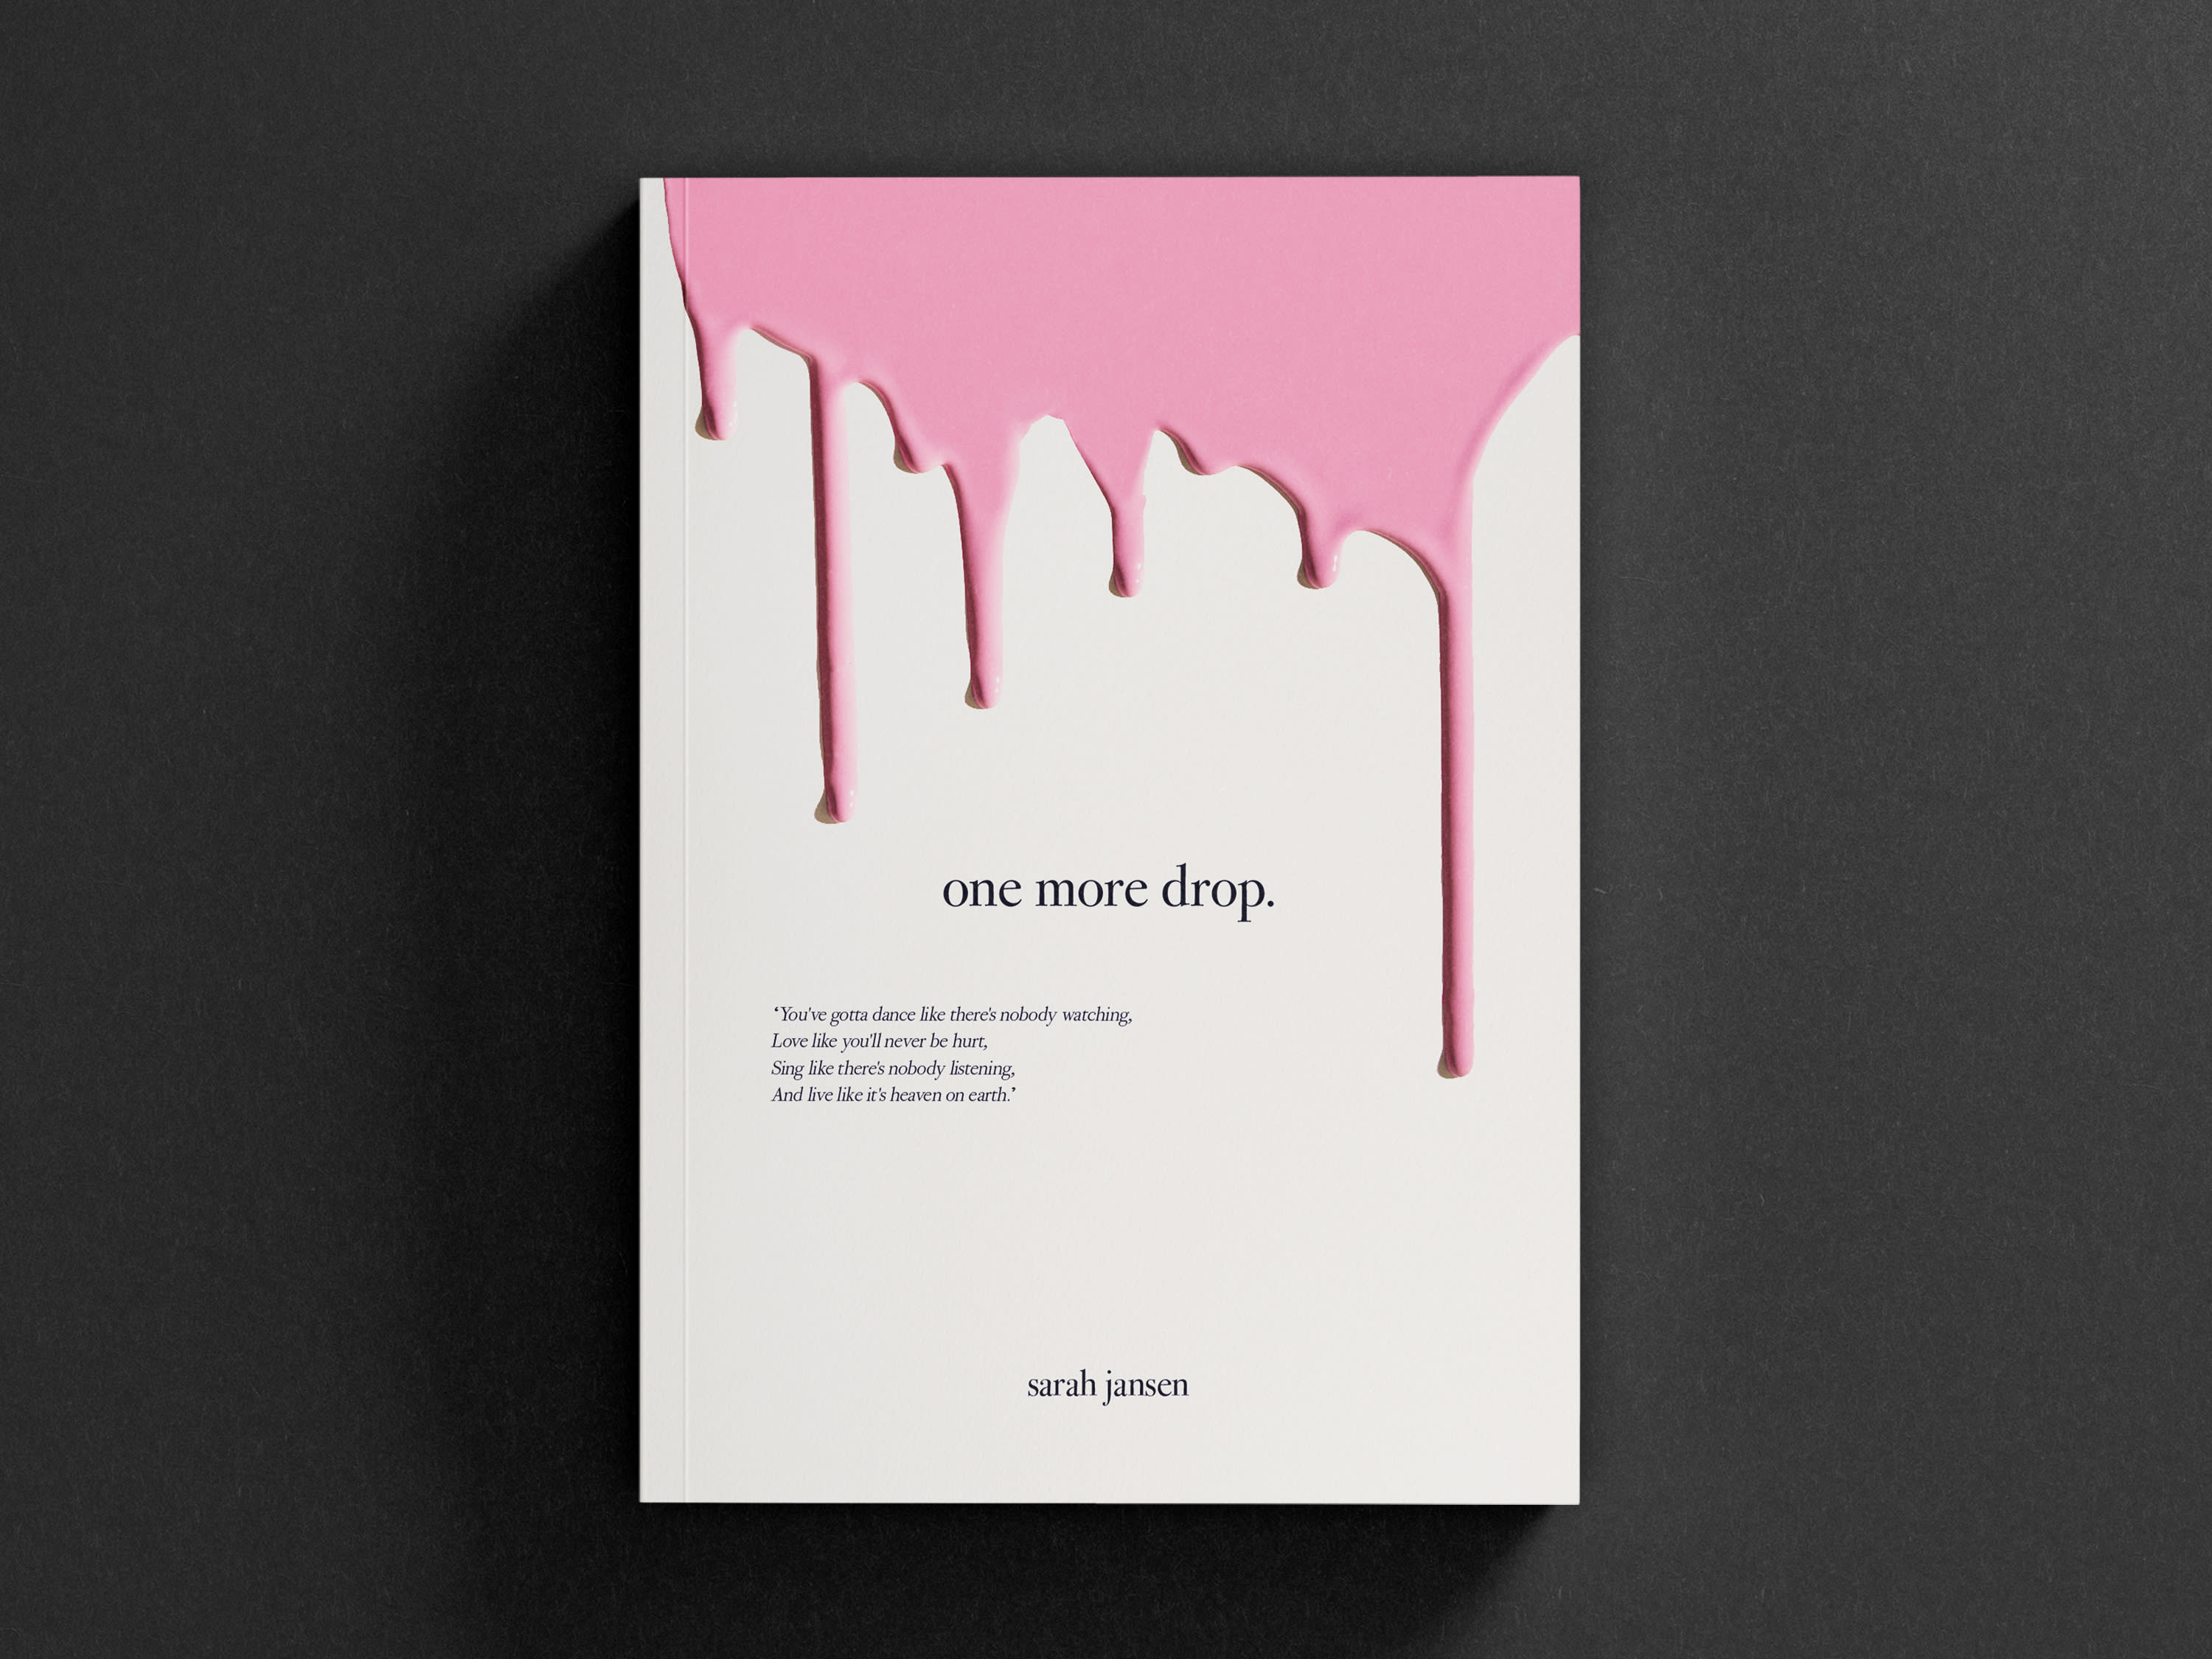 one more drop.
‘You've gotta dance like there's nobody watching,
Love like you'll never be hurt,
Sing like there's nobody listening,
And live like it's heaven on earth.’
sarah jansen